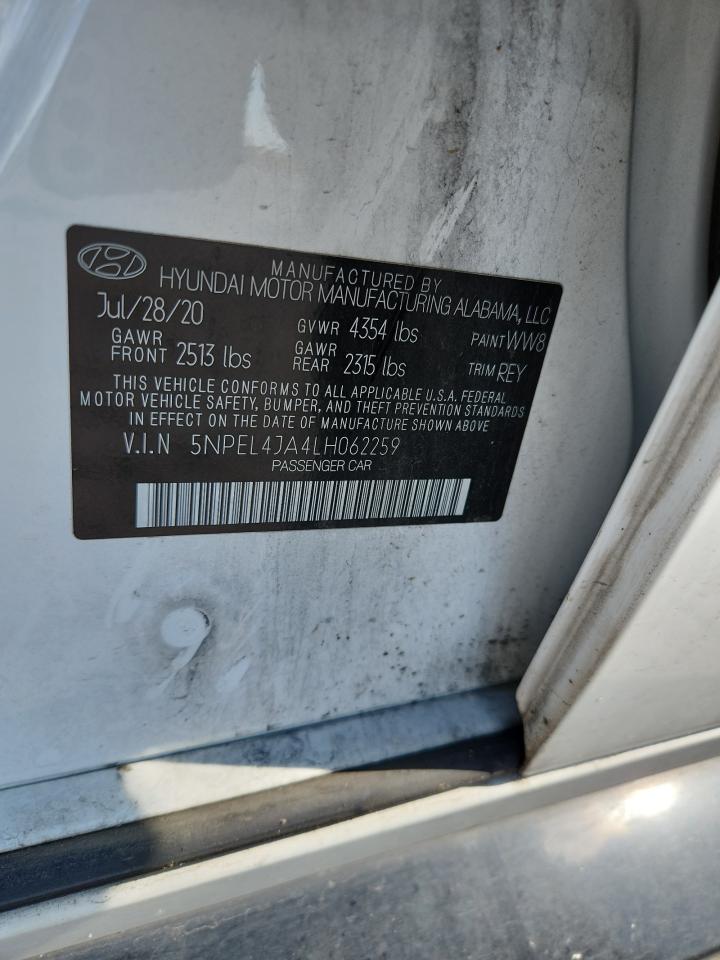 MANUFACTURED BY
HYUNDAI MOTOR MANUFACTURING ALABAMA, LLC
Jul/28/20 GVWR 4354 lbs PAINT WW8
GAWR FRONT 2513 lbs GAWR REAR 2315 lbs TRIM REY
THIS VEHICLE CONFORMS TO ALL APPLICABLE U.S.A. FEDERAL
MOTOR VEHICLE SAFETY, BUMPER, AND THEFT PREVENTION STANDARDS
IN EFFECT ON THE DATE OF MANUFACTURE SHOWN ABOVE
V.I.N 5NPEL4JA4LH062259
PASSENGER CAR